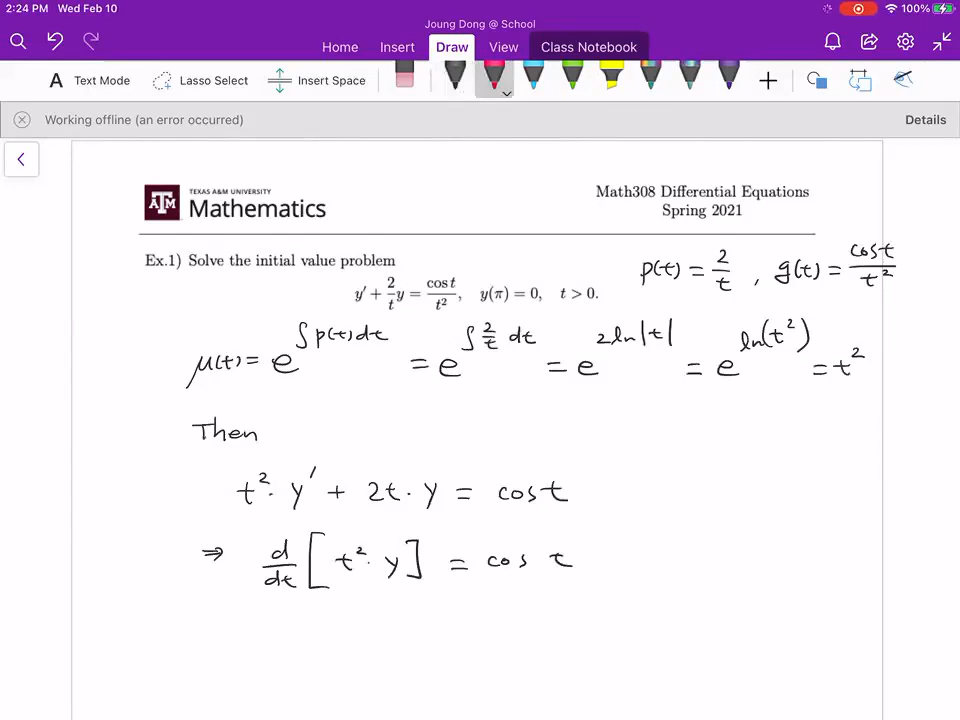 2:24 PM Wed Feb 10 100%
Joung Dong @ School
Home Insert Draw View Class Notebook
Text Mode Lasso Select Insert Space
Working offline (an error occurred) Details
TEXAS A&M UNIVERSITY
Mathematics
Math308 Differential Equations
Spring 2021
Ex.1) Solve the initial value problem
p(t) = 2/t , g(t) = cost/t²
y′ + 2/t y = cos t/t², y(π) = 0, t > 0.
μ(t) = e^∫p(t)dt = e^∫2/t dt = e^2ln|t| = e^ln(t²) = t²
Then
t² · y′ + 2t · y = cost
⇒ d/dt [t² · y] = cos t